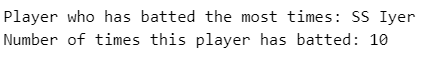 Player who has batted the most times: SS Iyer
Number of times this player has batted: 10